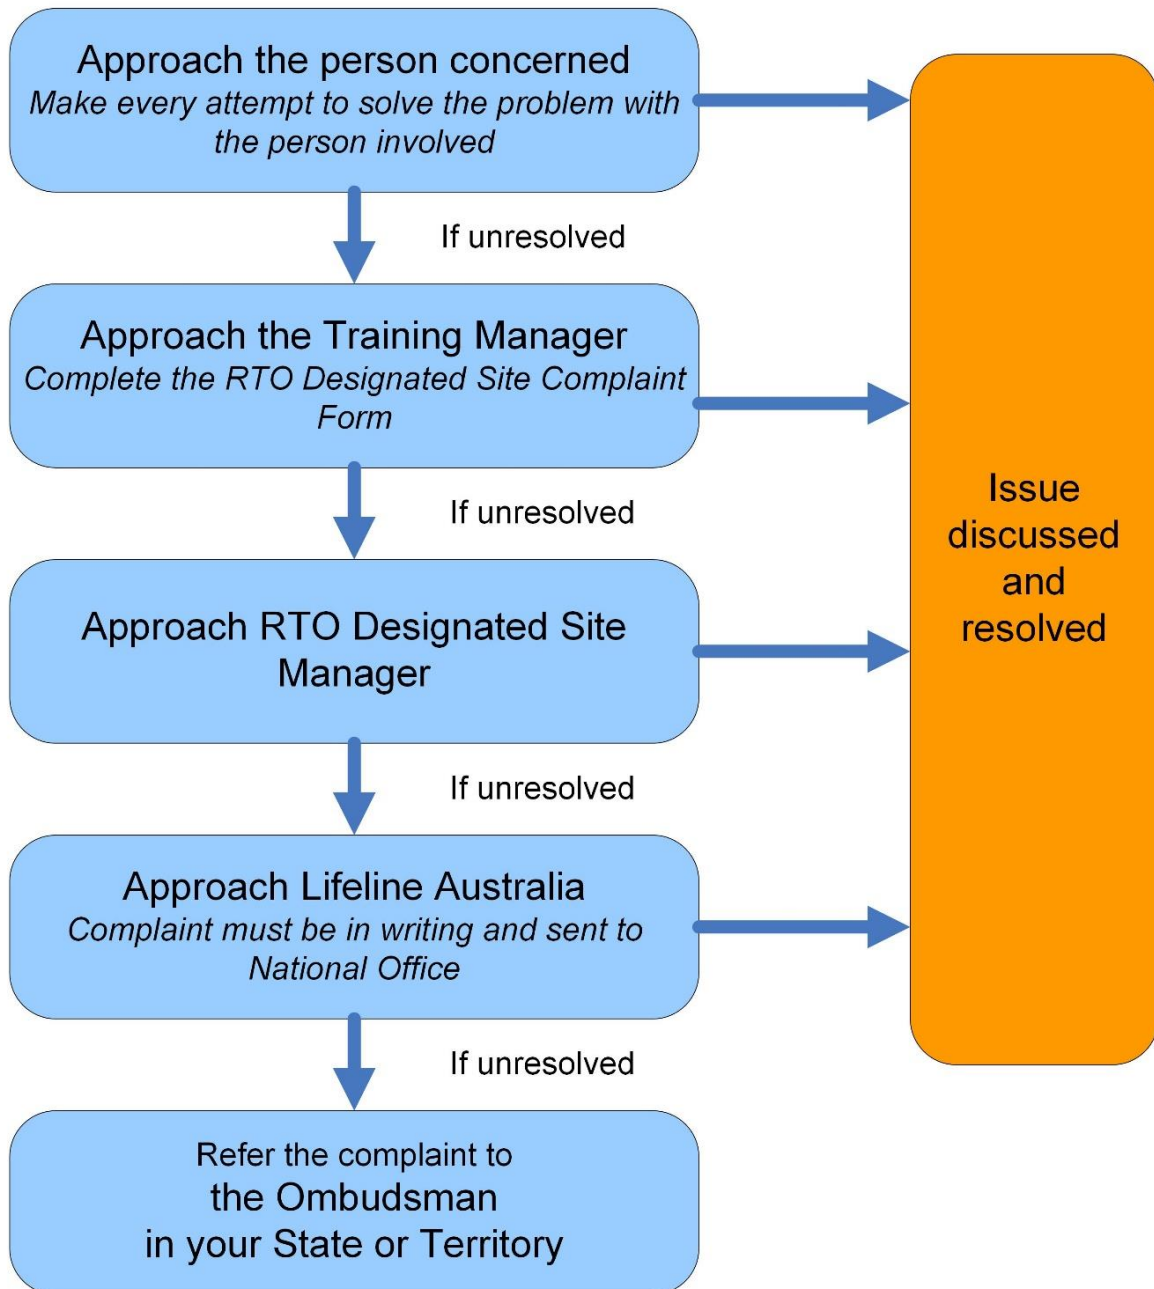 Approach the person concerned
Make every attempt to solve the problem with
the person involved
If unresolved
Approach the Training Manager
Complete the RTO Designated Site Complaint
Form
If unresolved
Approach RTO Designated Site
Manager
If unresolved
Approach Lifeline Australia
Complaint must be in writing and sent to
National Office
If unresolved
Refer the complaint to
the Ombudsman
in your State or Territory
Issue
discussed
and
resolved